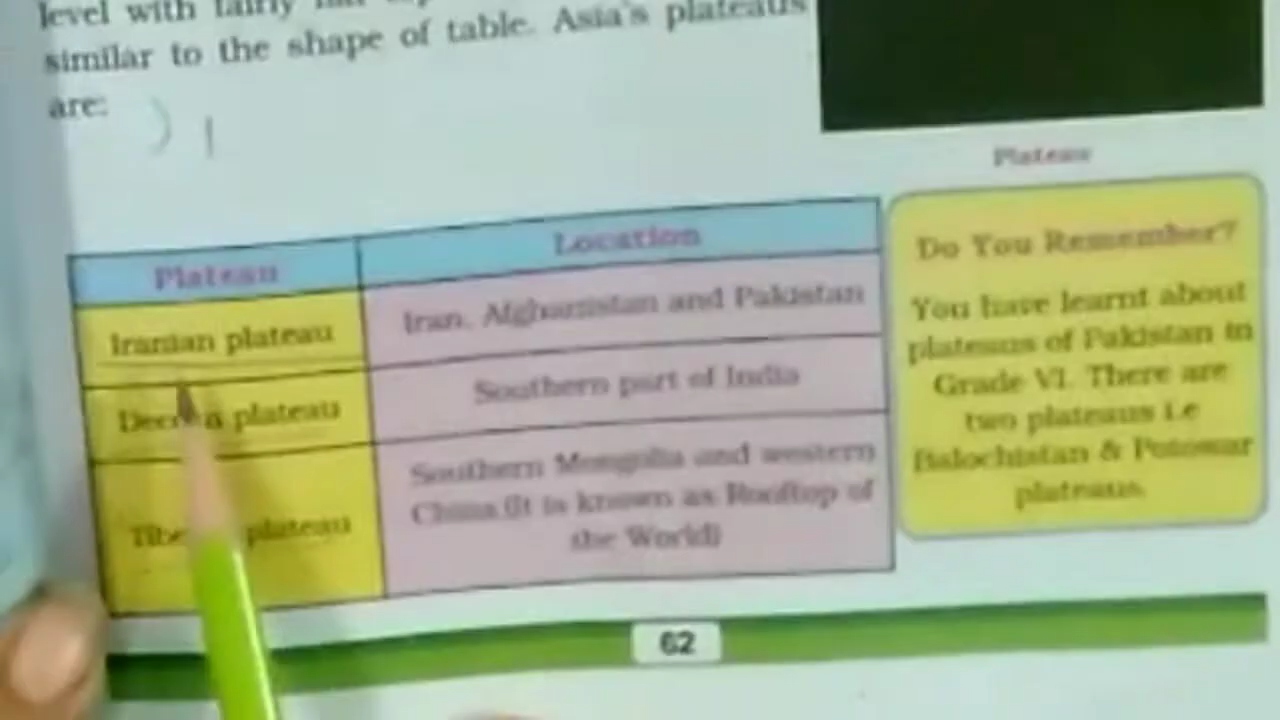 level with fairly
similar to the shape of table. Asia's plateaus
are:
Plateau
Plateau
Location
Iranian plateau
Iran, Afghanistan and Pakistan
plateau
Southern part of India
plateau
Southern Mongolia and western
China (It is known as Rooftop of
the World)
Do You Remember?
You have learnt about
plateaus of Pakistan in
Grade VI. There are
two plateaus i.e
Balochistan & Potowar
plateaus.
62